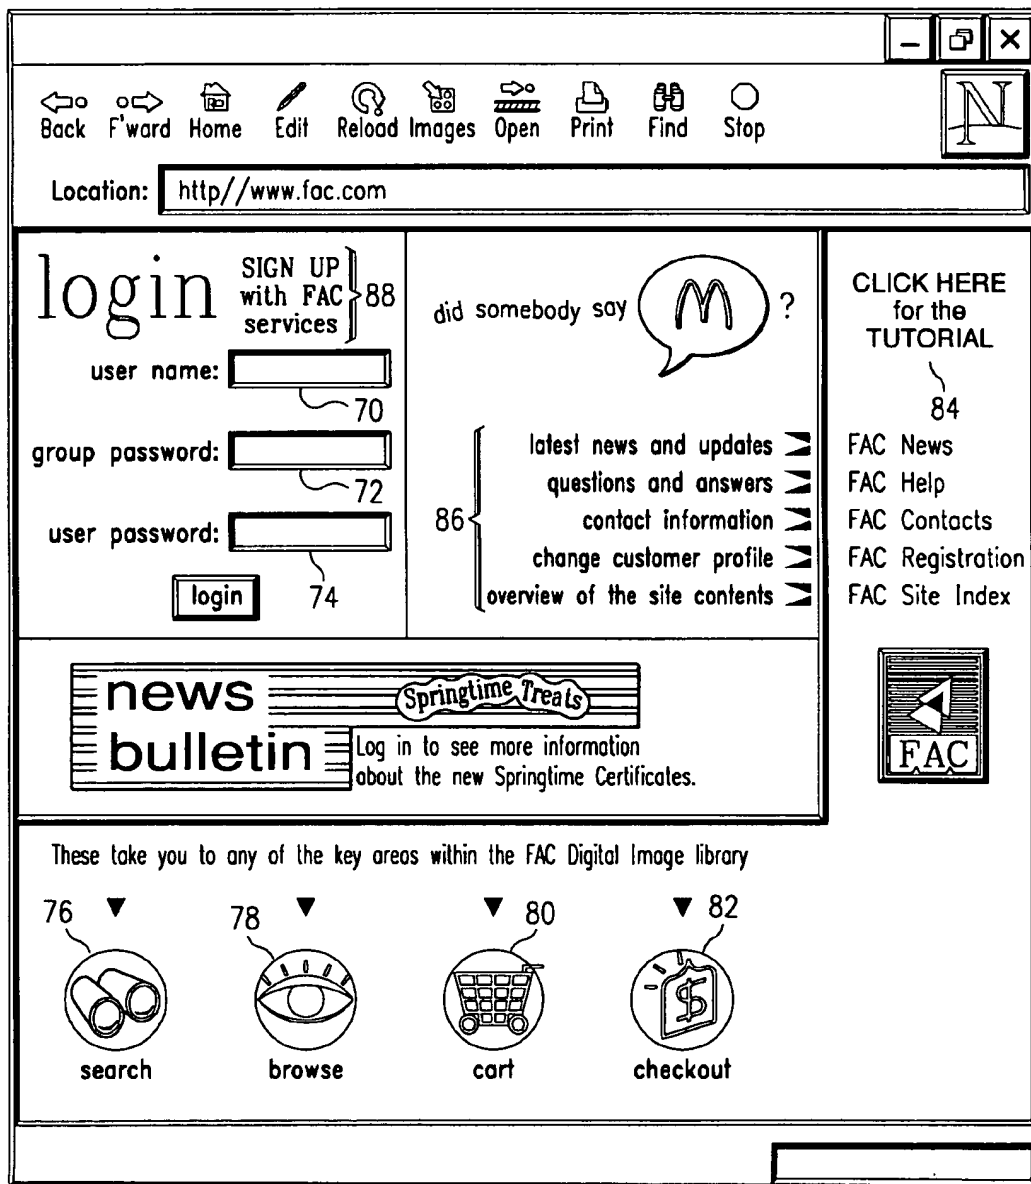 Back F'ward Home Edit Reload Images Open Print Find Stop
N
Location: http//www.fac.com
login
SIGN UP
with FAC
services
88
user name:
70
group password:
72
user password:
74
login
did somebody say M ?
86
latest news and updates
questions and answers
contact information
change customer profile
overview of the site contents
CLICK HERE
for the
TUTORIAL
84
FAC News
FAC Help
FAC Contacts
FAC Registration
FAC Site Index
FAC
news
bulletin
Springtime Treats
Log in to see more information
about the new Springtime Certificates.
These take you to any of the key areas within the FAC Digital Image library
76 78 80 82
$
search browse cart checkout